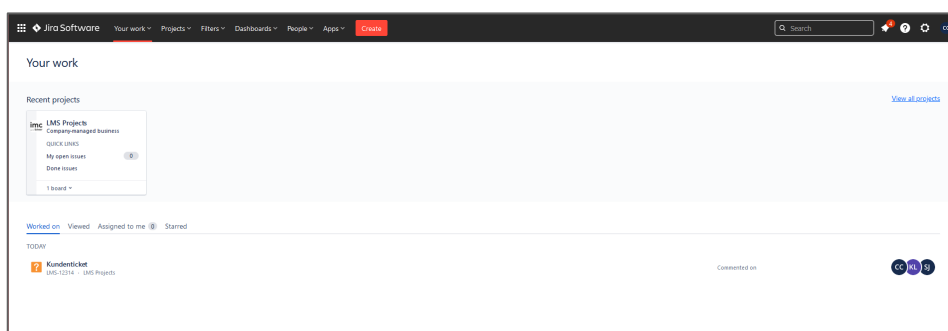 Jira Software Your work Projects Filters Dashboards People Apps Create Search 4
Your work
Recent projects View all projects
imc LMS Projects
Company-managed business
QUICK LINKS
My open issues 0
Done issues
1 board
Worked on Viewed Assigned to me 0 Starred
TODAY
Kundenticket
LMS-12314 · LMS Projects Commented on CC KL SJ